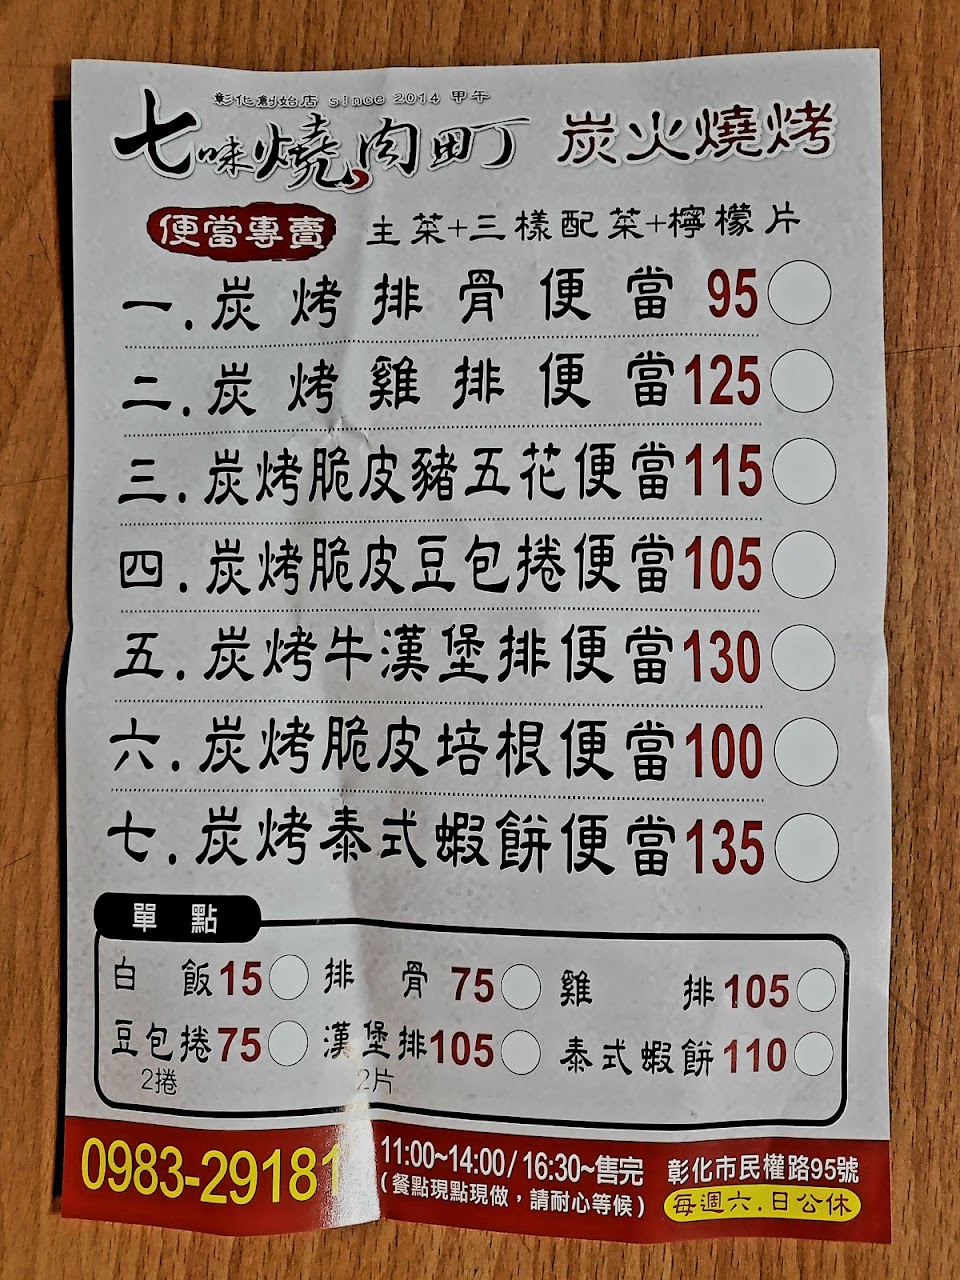 彰化創始店 since 2014 甲午
七味燒肉町 炭火燒烤
便當專賣 主菜+三樣配菜+檸檬片
一.炭烤排骨便當 95
二.炭烤雞排便當 125
三.炭烤脆皮豬五花便當 115
四.炭烤脆皮豆包捲便當 105
五.炭烤牛漢堡排便當 130
六.炭烤脆皮培根便當 100
七.炭烤泰式蝦餅便當 135
單點
白飯 15 排骨 75 雞排 105
豆包捲 75 漢堡排 105 泰式蝦餅 110
2捲 2片
0983-29181
11:00~14:00/16:30~售完
(餐點現點現做,請耐心等候)
彰化市民權路95號
每週六.日公休